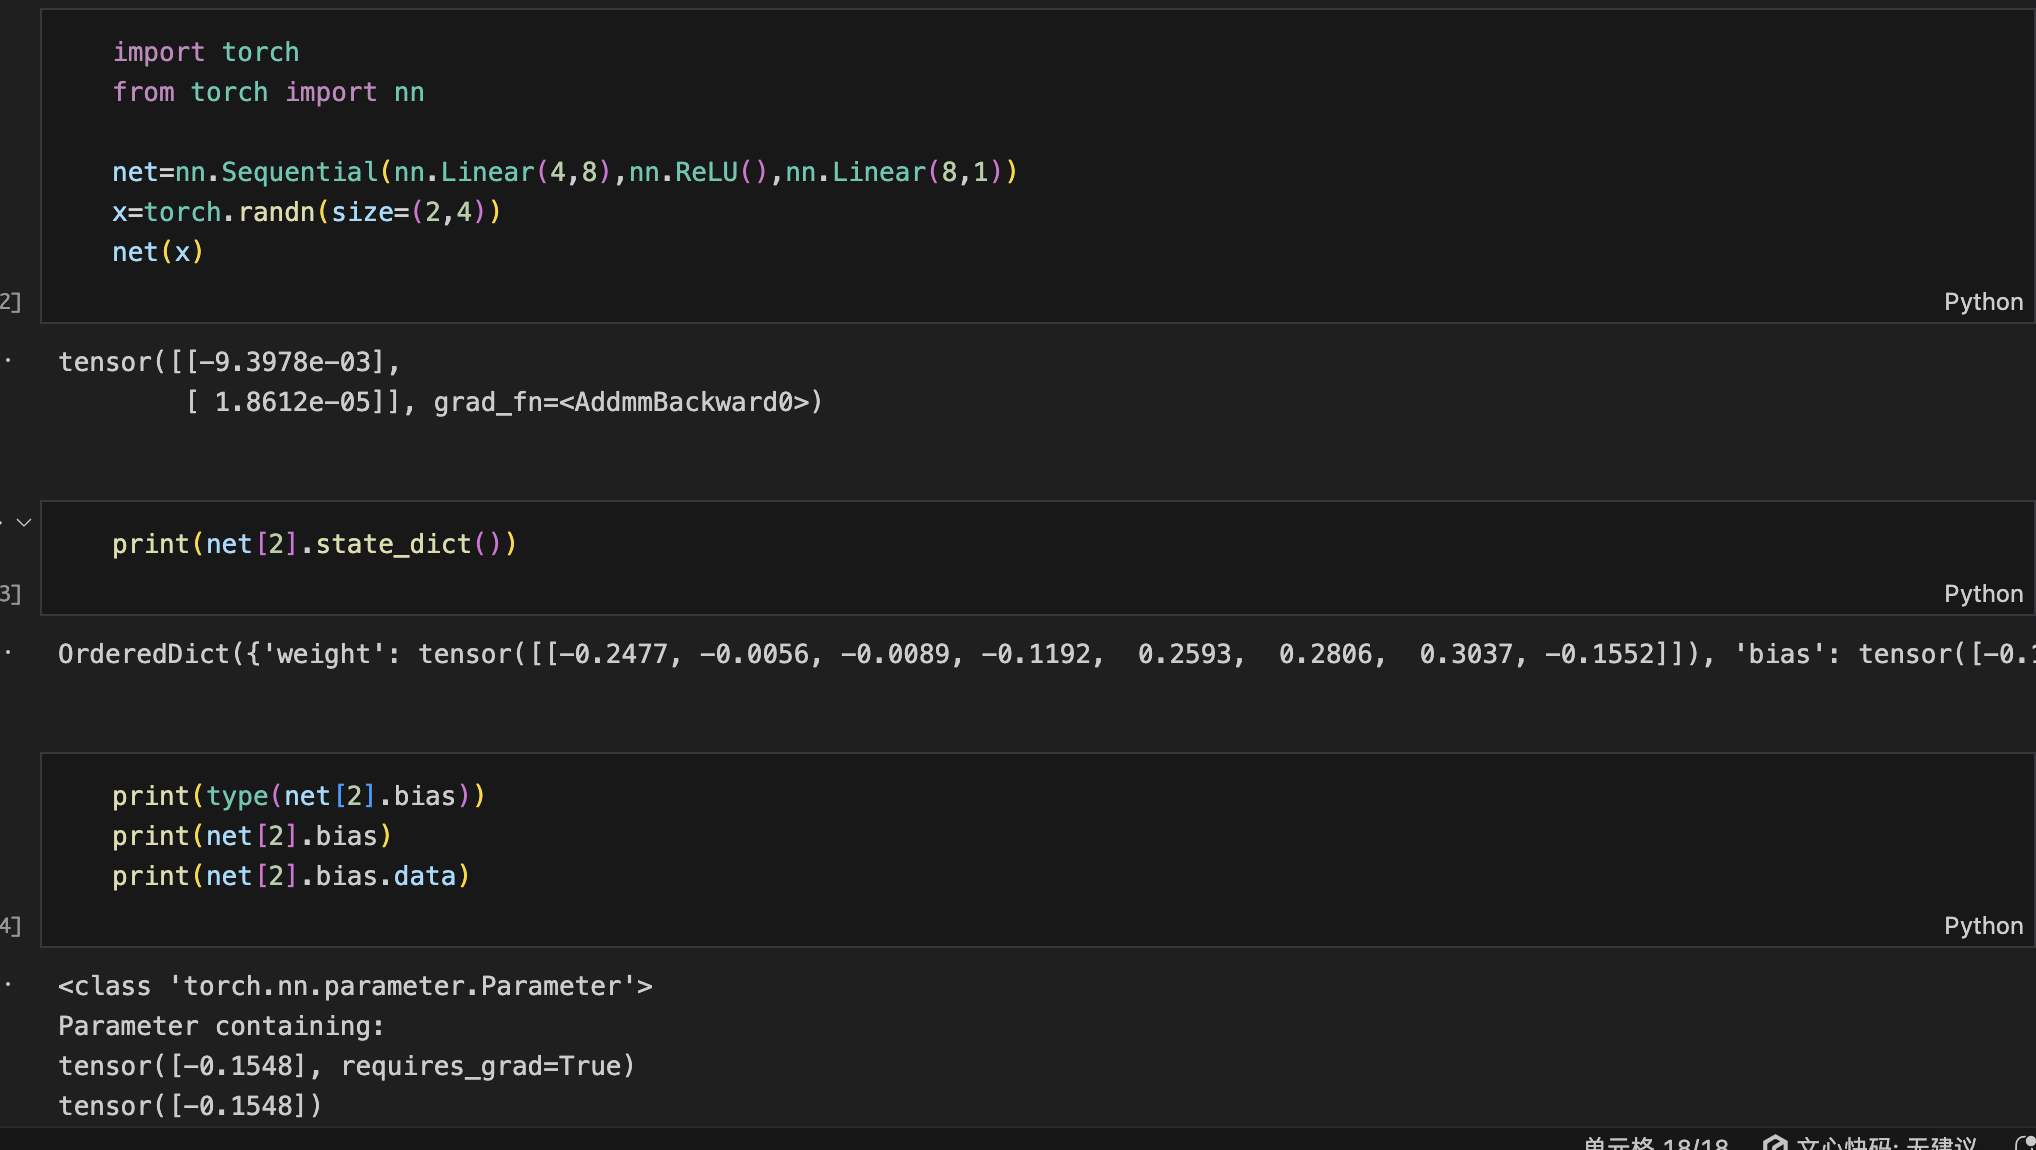 import torch
from torch import nn
net=nn.Sequential(nn.Linear(4,8),nn.ReLU(),nn.Linear(8,1))
x=torch.randn(size=(2,4))
net(x)
2]
Python
tensor([[-9.3978e-03],
[ 1.8612e-05]], grad_fn=<AddmmBackward0>)
print(net[2].state_dict())
3]
Python
OrderedDict({'weight': tensor([[-0.2477, -0.0056, -0.0089, -0.1192,  0.2593,  0.2806,  0.3037, -0.1552]]), 'bias': tensor([-0.1
print(type(net[2].bias))
print(net[2].bias)
print(net[2].bias.data)
4]
Python
<class 'torch.nn.parameter.Parameter'>
Parameter containing:
tensor([-0.1548], requires_grad=True)
tensor([-0.1548])
单元格 18/18 文心快码: 无建议